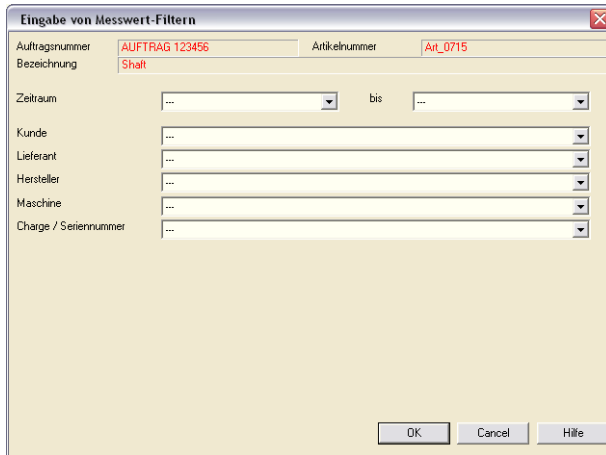 Eingabe von Messwert-Filtern
Auftragsnummer AUFTRAG 123456 Artikelnummer Art_0715
Bezeichnung Shaft
Zeitraum --- bis ---
Kunde ---
Lieferant ---
Hersteller ---
Maschine ---
Charge / Seriennummer ---
OK Cancel Hilfe